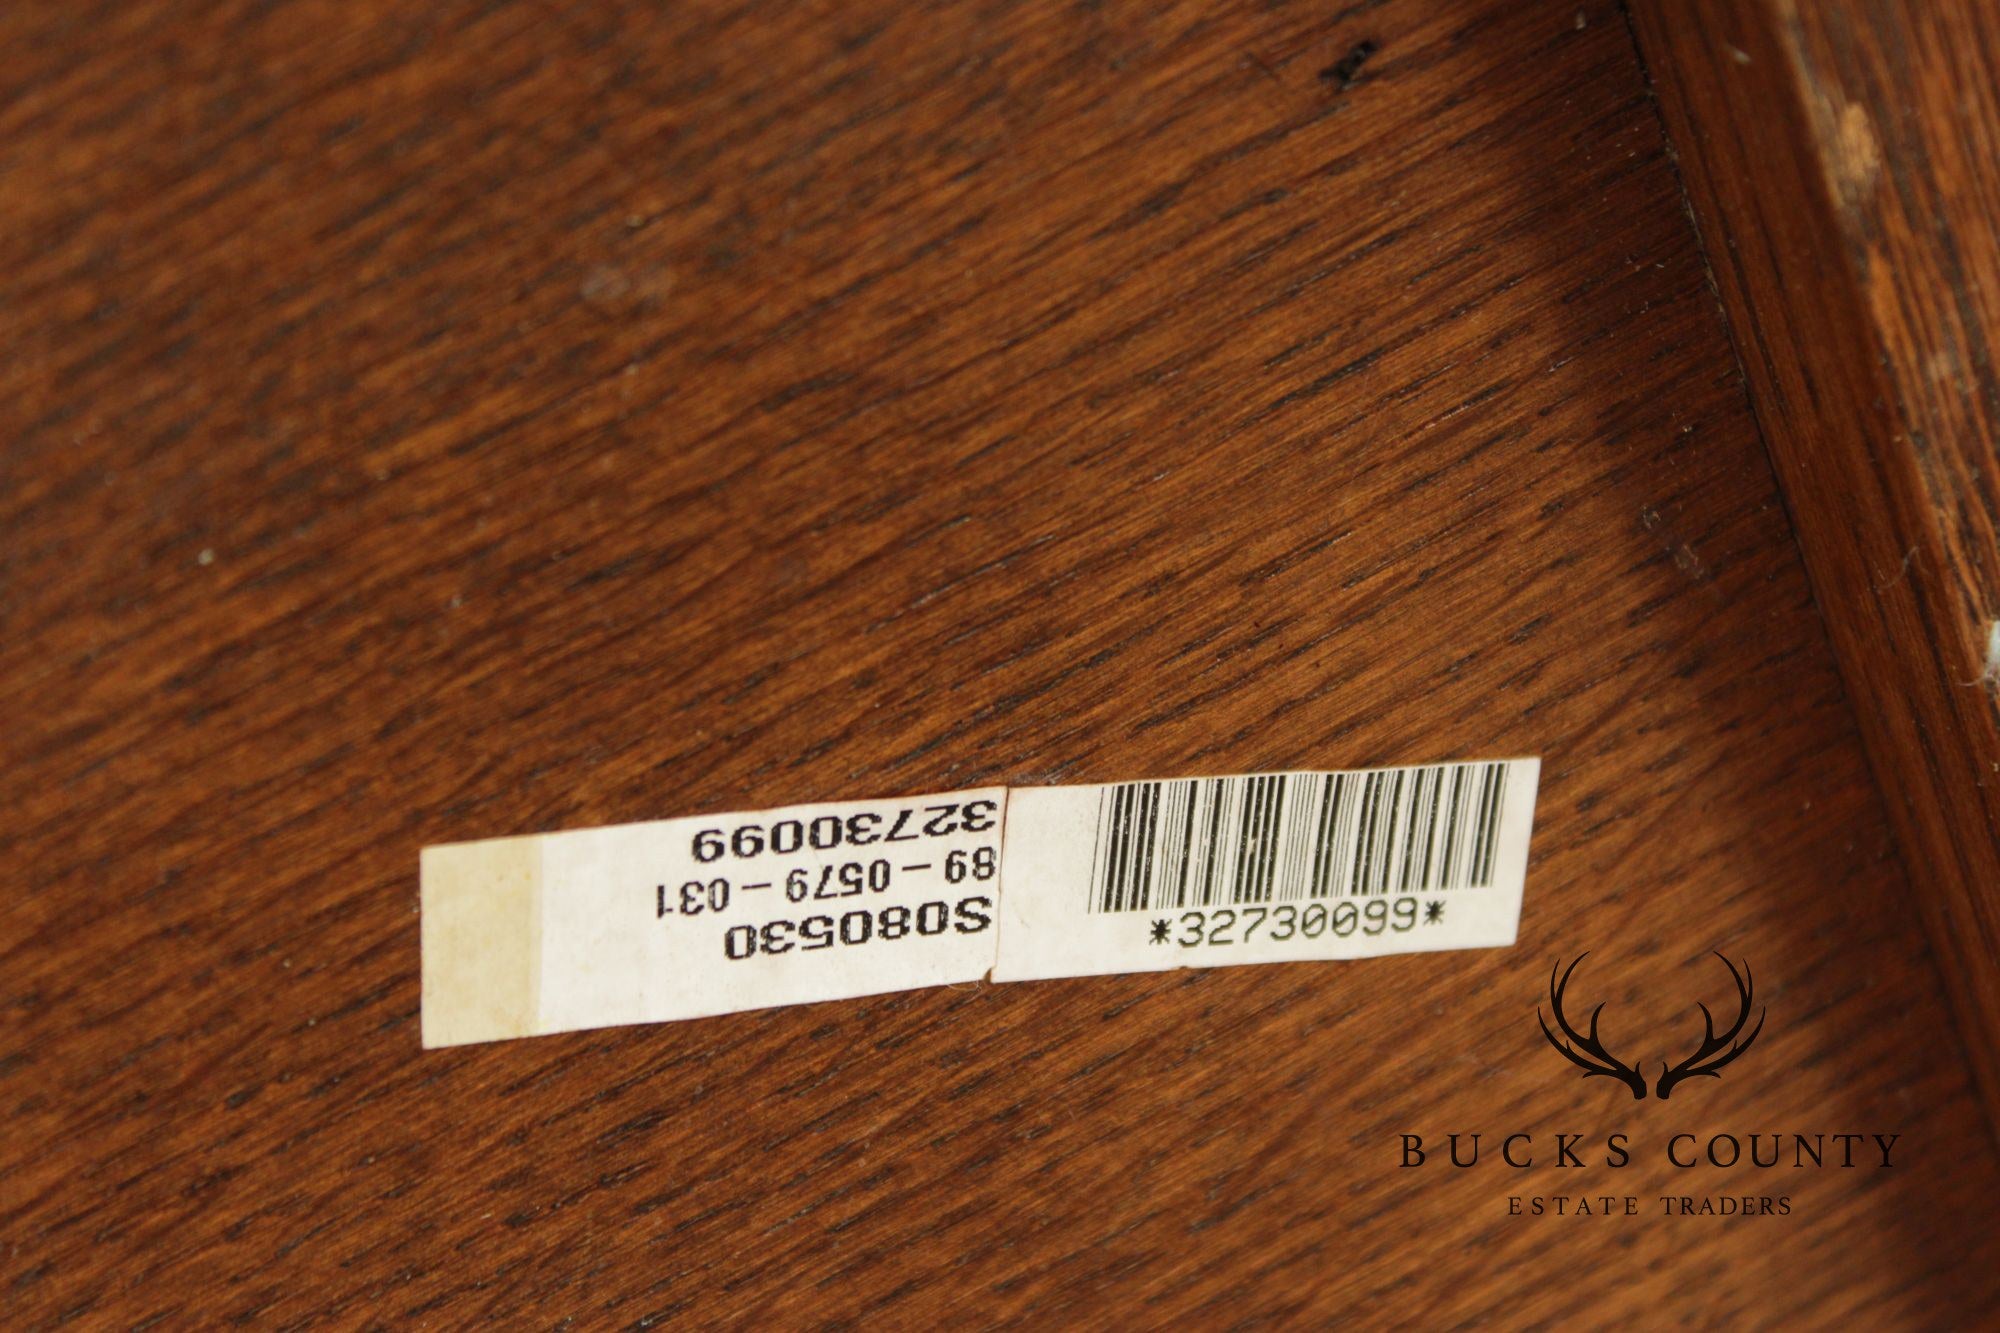 S080530
89-0579-031
32730099
*32730099*
BUCKS COUNTY
ESTATE TRADERS